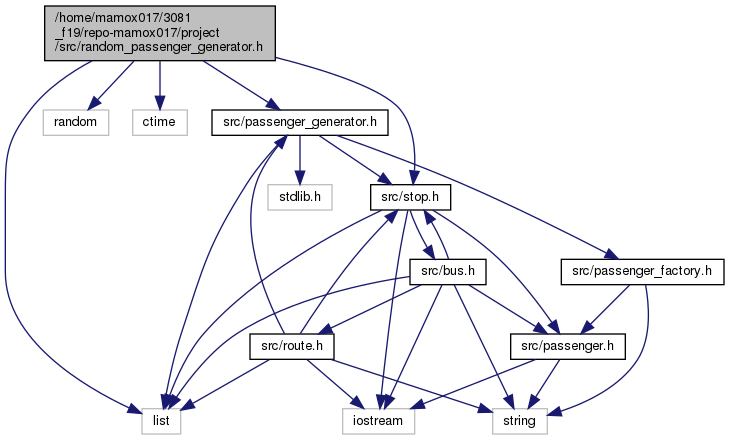 /home/mamox017/3081
_f19/repo-mamox017/project
/src/random_passenger_generator.h
random
ctime
src/passenger_generator.h
stdlib.h
src/stop.h
src/bus.h
src/passenger_factory.h
src/route.h
src/passenger.h
list
iostream
string